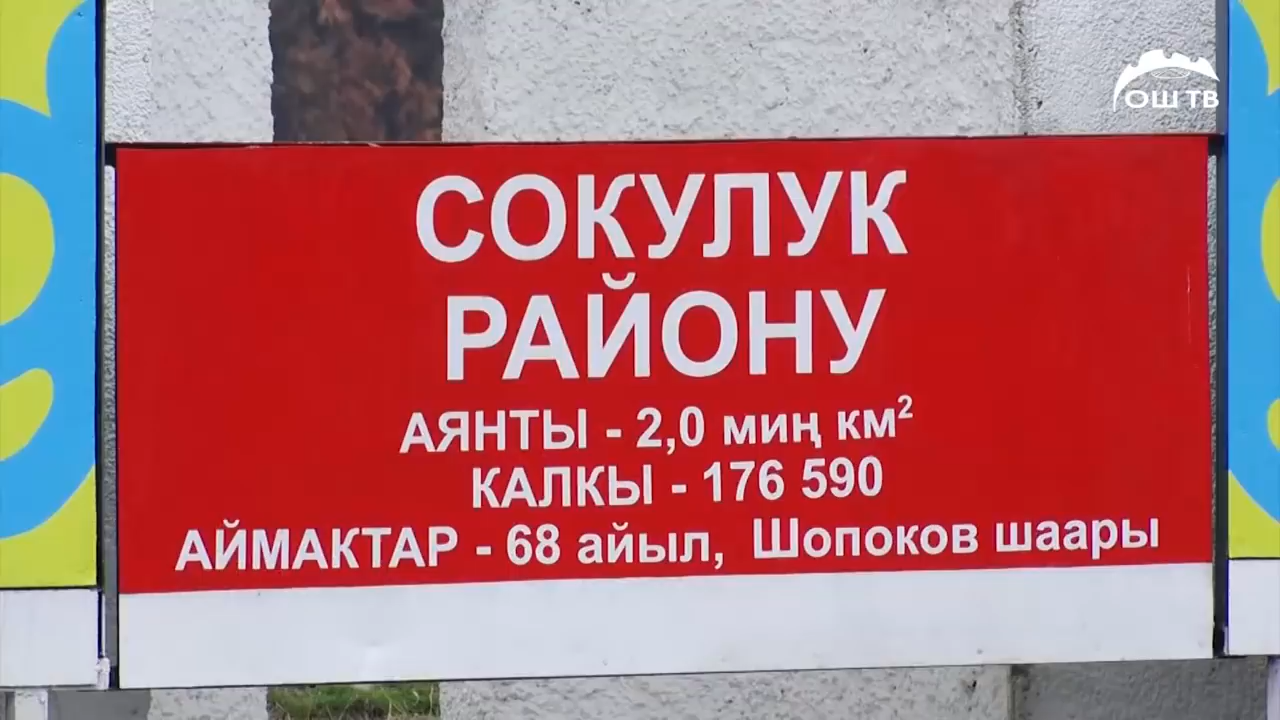 ОШ ТВ
СОКУЛУК
РАЙОНУ
АЯНТЫ - 2,0 миң км²
КАЛКЫ - 176 590
АЙМАКТАР - 68 айыл, Шопоков шаары